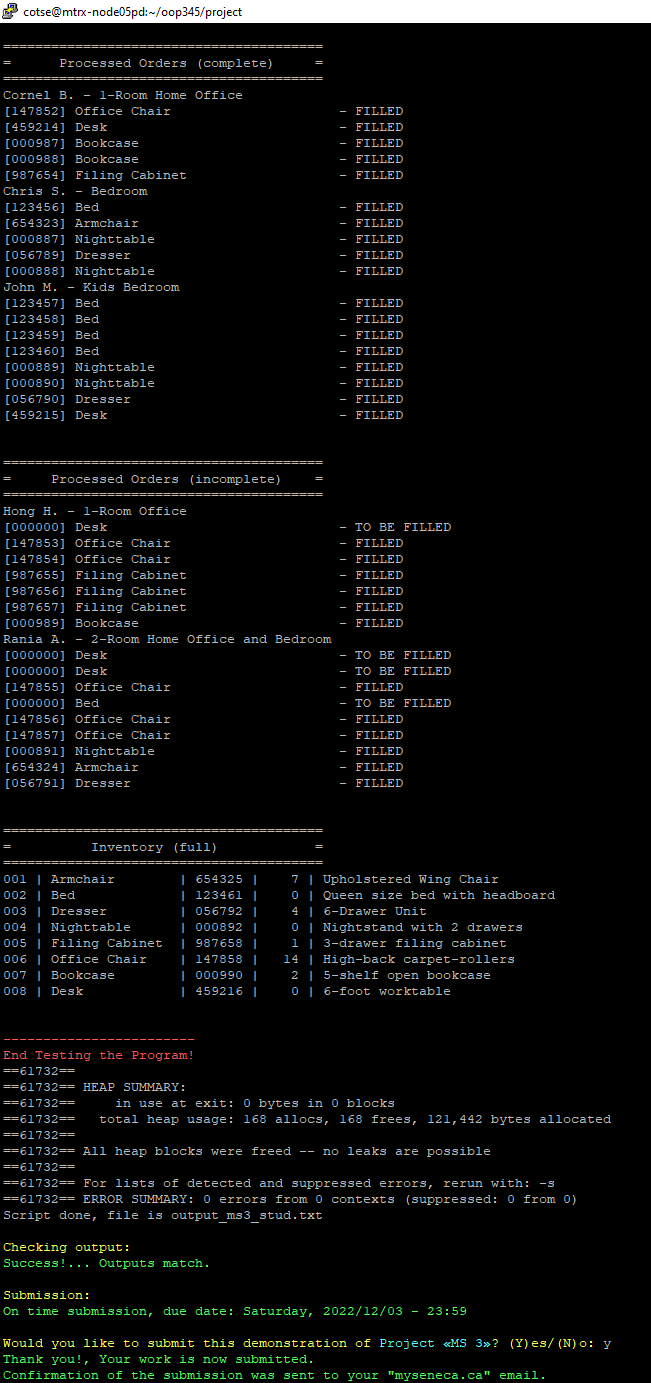 cotse@mtrx-node05pd:~/oop345/project
========================================
=      Processed Orders (complete)     =
========================================
Cornel B. - 1-Room Home Office
[147852] Office Chair                     - FILLED
[459214] Desk                             - FILLED
[000987] Bookcase                         - FILLED
[000988] Bookcase                         - FILLED
[987654] Filing Cabinet                   - FILLED
Chris S. - Bedroom
[123456] Bed                              - FILLED
[654323] Armchair                         - FILLED
[000887] Nighttable                       - FILLED
[056789] Dresser                          - FILLED
[000888] Nighttable                       - FILLED
John M. - Kids Bedroom
[123457] Bed                              - FILLED
[123458] Bed                              - FILLED
[123459] Bed                              - FILLED
[123460] Bed                              - FILLED
[000889] Nighttable                       - FILLED
[000890] Nighttable                       - FILLED
[056790] Dresser                          - FILLED
[459215] Desk                             - FILLED
========================================
=     Processed Orders (incomplete)    =
========================================
Hong H. - 1-Room Office
[000000] Desk                             - TO BE FILLED
[147853] Office Chair                     - FILLED
[147854] Office Chair                     - FILLED
[987655] Filing Cabinet                   - FILLED
[987656] Filing Cabinet                   - FILLED
[987657] Filing Cabinet                   - FILLED
[000989] Bookcase                         - FILLED
Rania A. - 2-Room Home Office and Bedroom
[000000] Desk                             - TO BE FILLED
[000000] Desk                             - TO BE FILLED
[147855] Office Chair                     - FILLED
[000000] Bed                              - TO BE FILLED
[147856] Office Chair                     - FILLED
[147857] Office Chair                     - FILLED
[000891] Nighttable                       - FILLED
[654324] Armchair                         - FILLED
[056791] Dresser                          - FILLED
========================================
=          Inventory (full)            =
========================================
001 | Armchair        | 654325 |    7 | Upholstered Wing Chair
002 | Bed             | 123461 |    0 | Queen size bed with headboard
003 | Dresser         | 056792 |    4 | 6-Drawer Unit
004 | Nighttable      | 000892 |    0 | Nightstand with 2 drawers
005 | Filing Cabinet  | 987658 |    1 | 3-drawer filing cabinet
006 | Office Chair    | 147858 |   14 | High-back carpet-rollers
007 | Bookcase        | 000990 |    2 | 5-shelf open bookcase
008 | Desk            | 459216 |    0 | 6-foot worktable
------------------------
End Testing the Program!
==61732==
==61732== HEAP SUMMARY:
==61732==     in use at exit: 0 bytes in 0 blocks
==61732==   total heap usage: 168 allocs, 168 frees, 121,442 bytes allocated
==61732==
==61732== All heap blocks were freed -- no leaks are possible
==61732==
==61732== For lists of detected and suppressed errors, rerun with: -s
==61732== ERROR SUMMARY: 0 errors from 0 contexts (suppressed: 0 from 0)
Script done, file is output_ms3_stud.txt
Checking output:
Success!... Outputs match.
Submission:
On time submission, due date: Saturday, 2022/12/03 - 23:59
Would you like to submit this demonstration of Project «MS 3»? (Y)es/(N)o: y
Thank you!, Your work is now submitted.
Confirmation of the submission was sent to your "myseneca.ca" email.